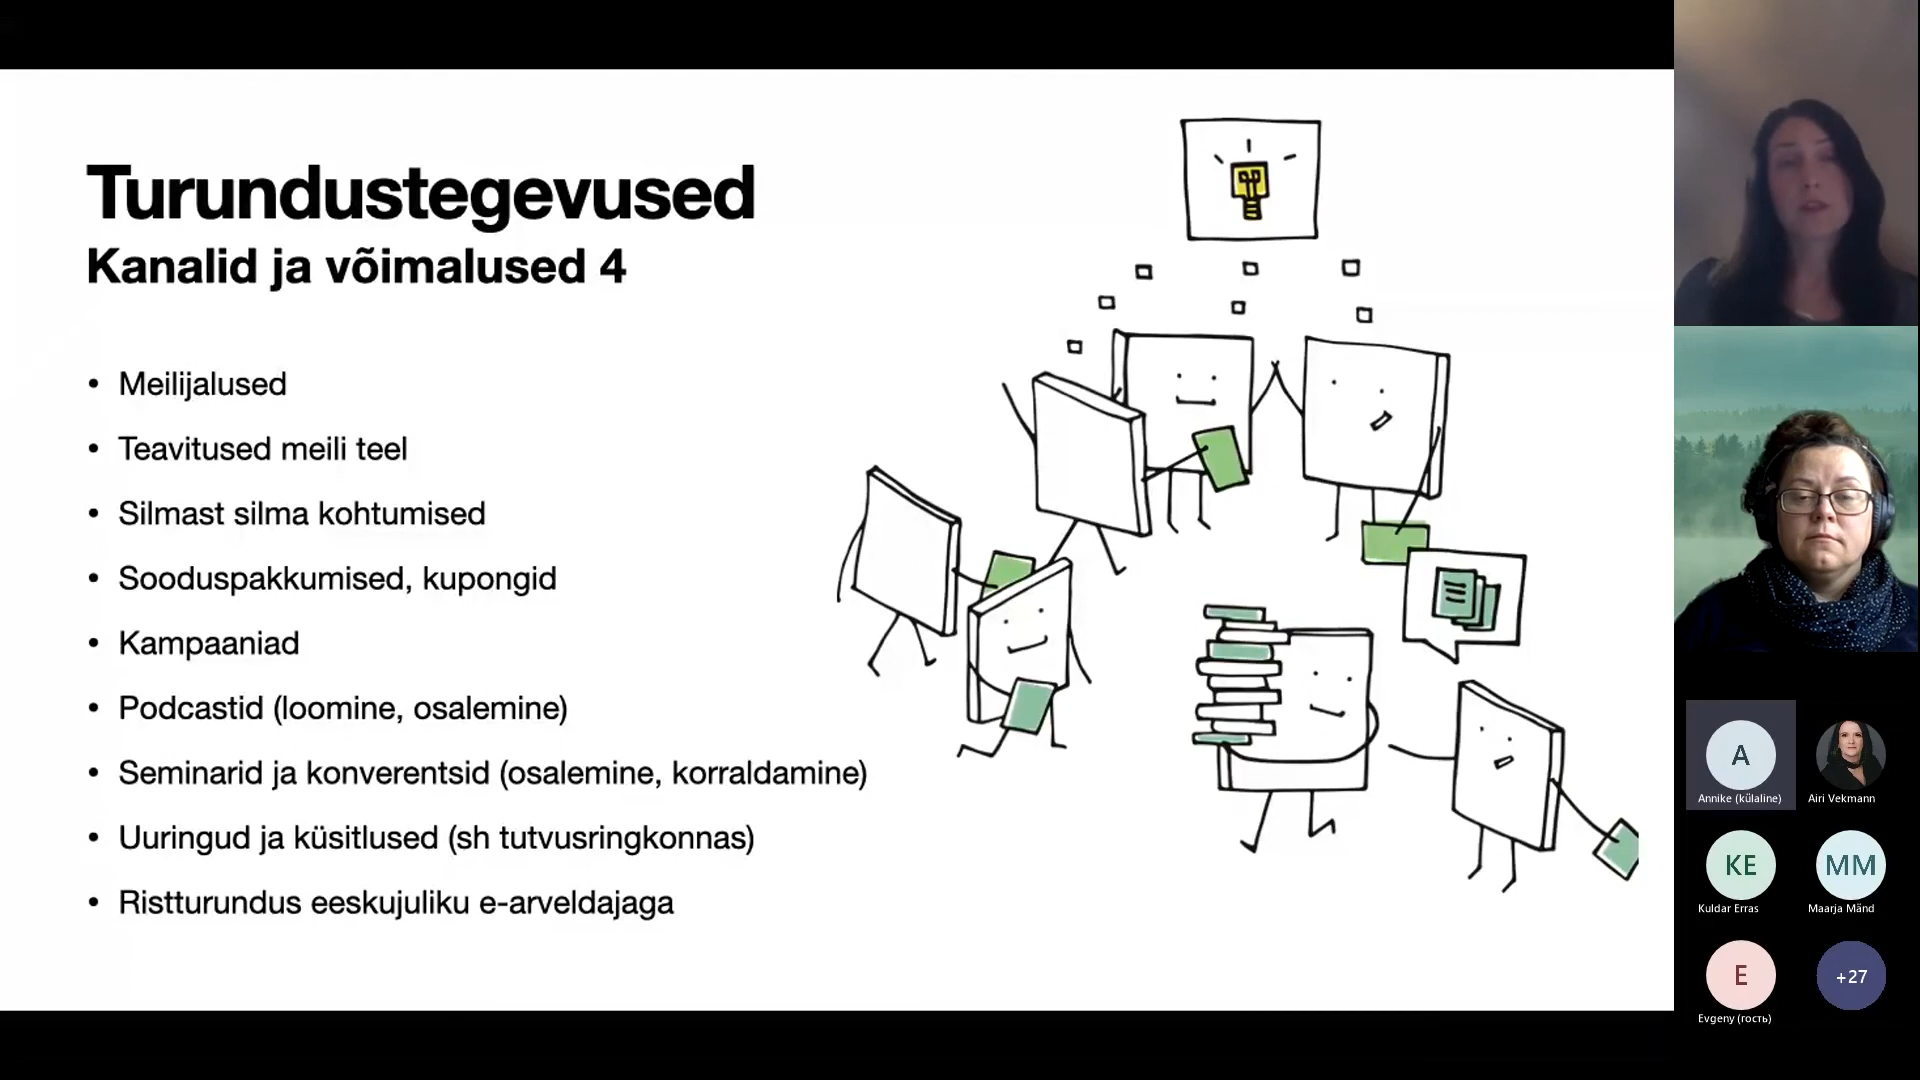 Turundustegevused
Kanalid ja võimalused 4
• Meilijalused
• Teavitused meili teel
• Silmast silma kohtumised
• Sooduspakkumised, kupongid
• Kampaaniad
• Podcastid (loomine, osalemine)
• Seminarid ja konverentsid (osalemine, korraldamine)
• Uuringud ja küsitlused (sh tutvusringkonnas)
• Ristturundus eeskujuliku e-arveldajaga
A
Annike (külaline)
Airi Vekmann
KE
Kuldar Erras
MM
Maarja Mänd
E
Evgeny (гость)
+27